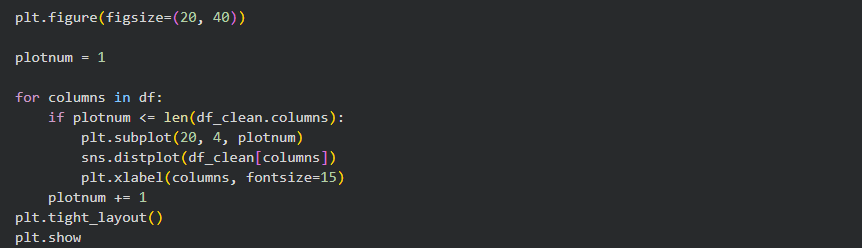 plt.figure(figsize=(20, 40))
plotnum = 1
for columns in df:
    if plotnum <= len(df_clean.columns):
        plt.subplot(20, 4, plotnum)
        sns.distplot(df_clean[columns])
        plt.xlabel(columns, fontsize=15)
    plotnum += 1
plt.tight_layout()
plt.show